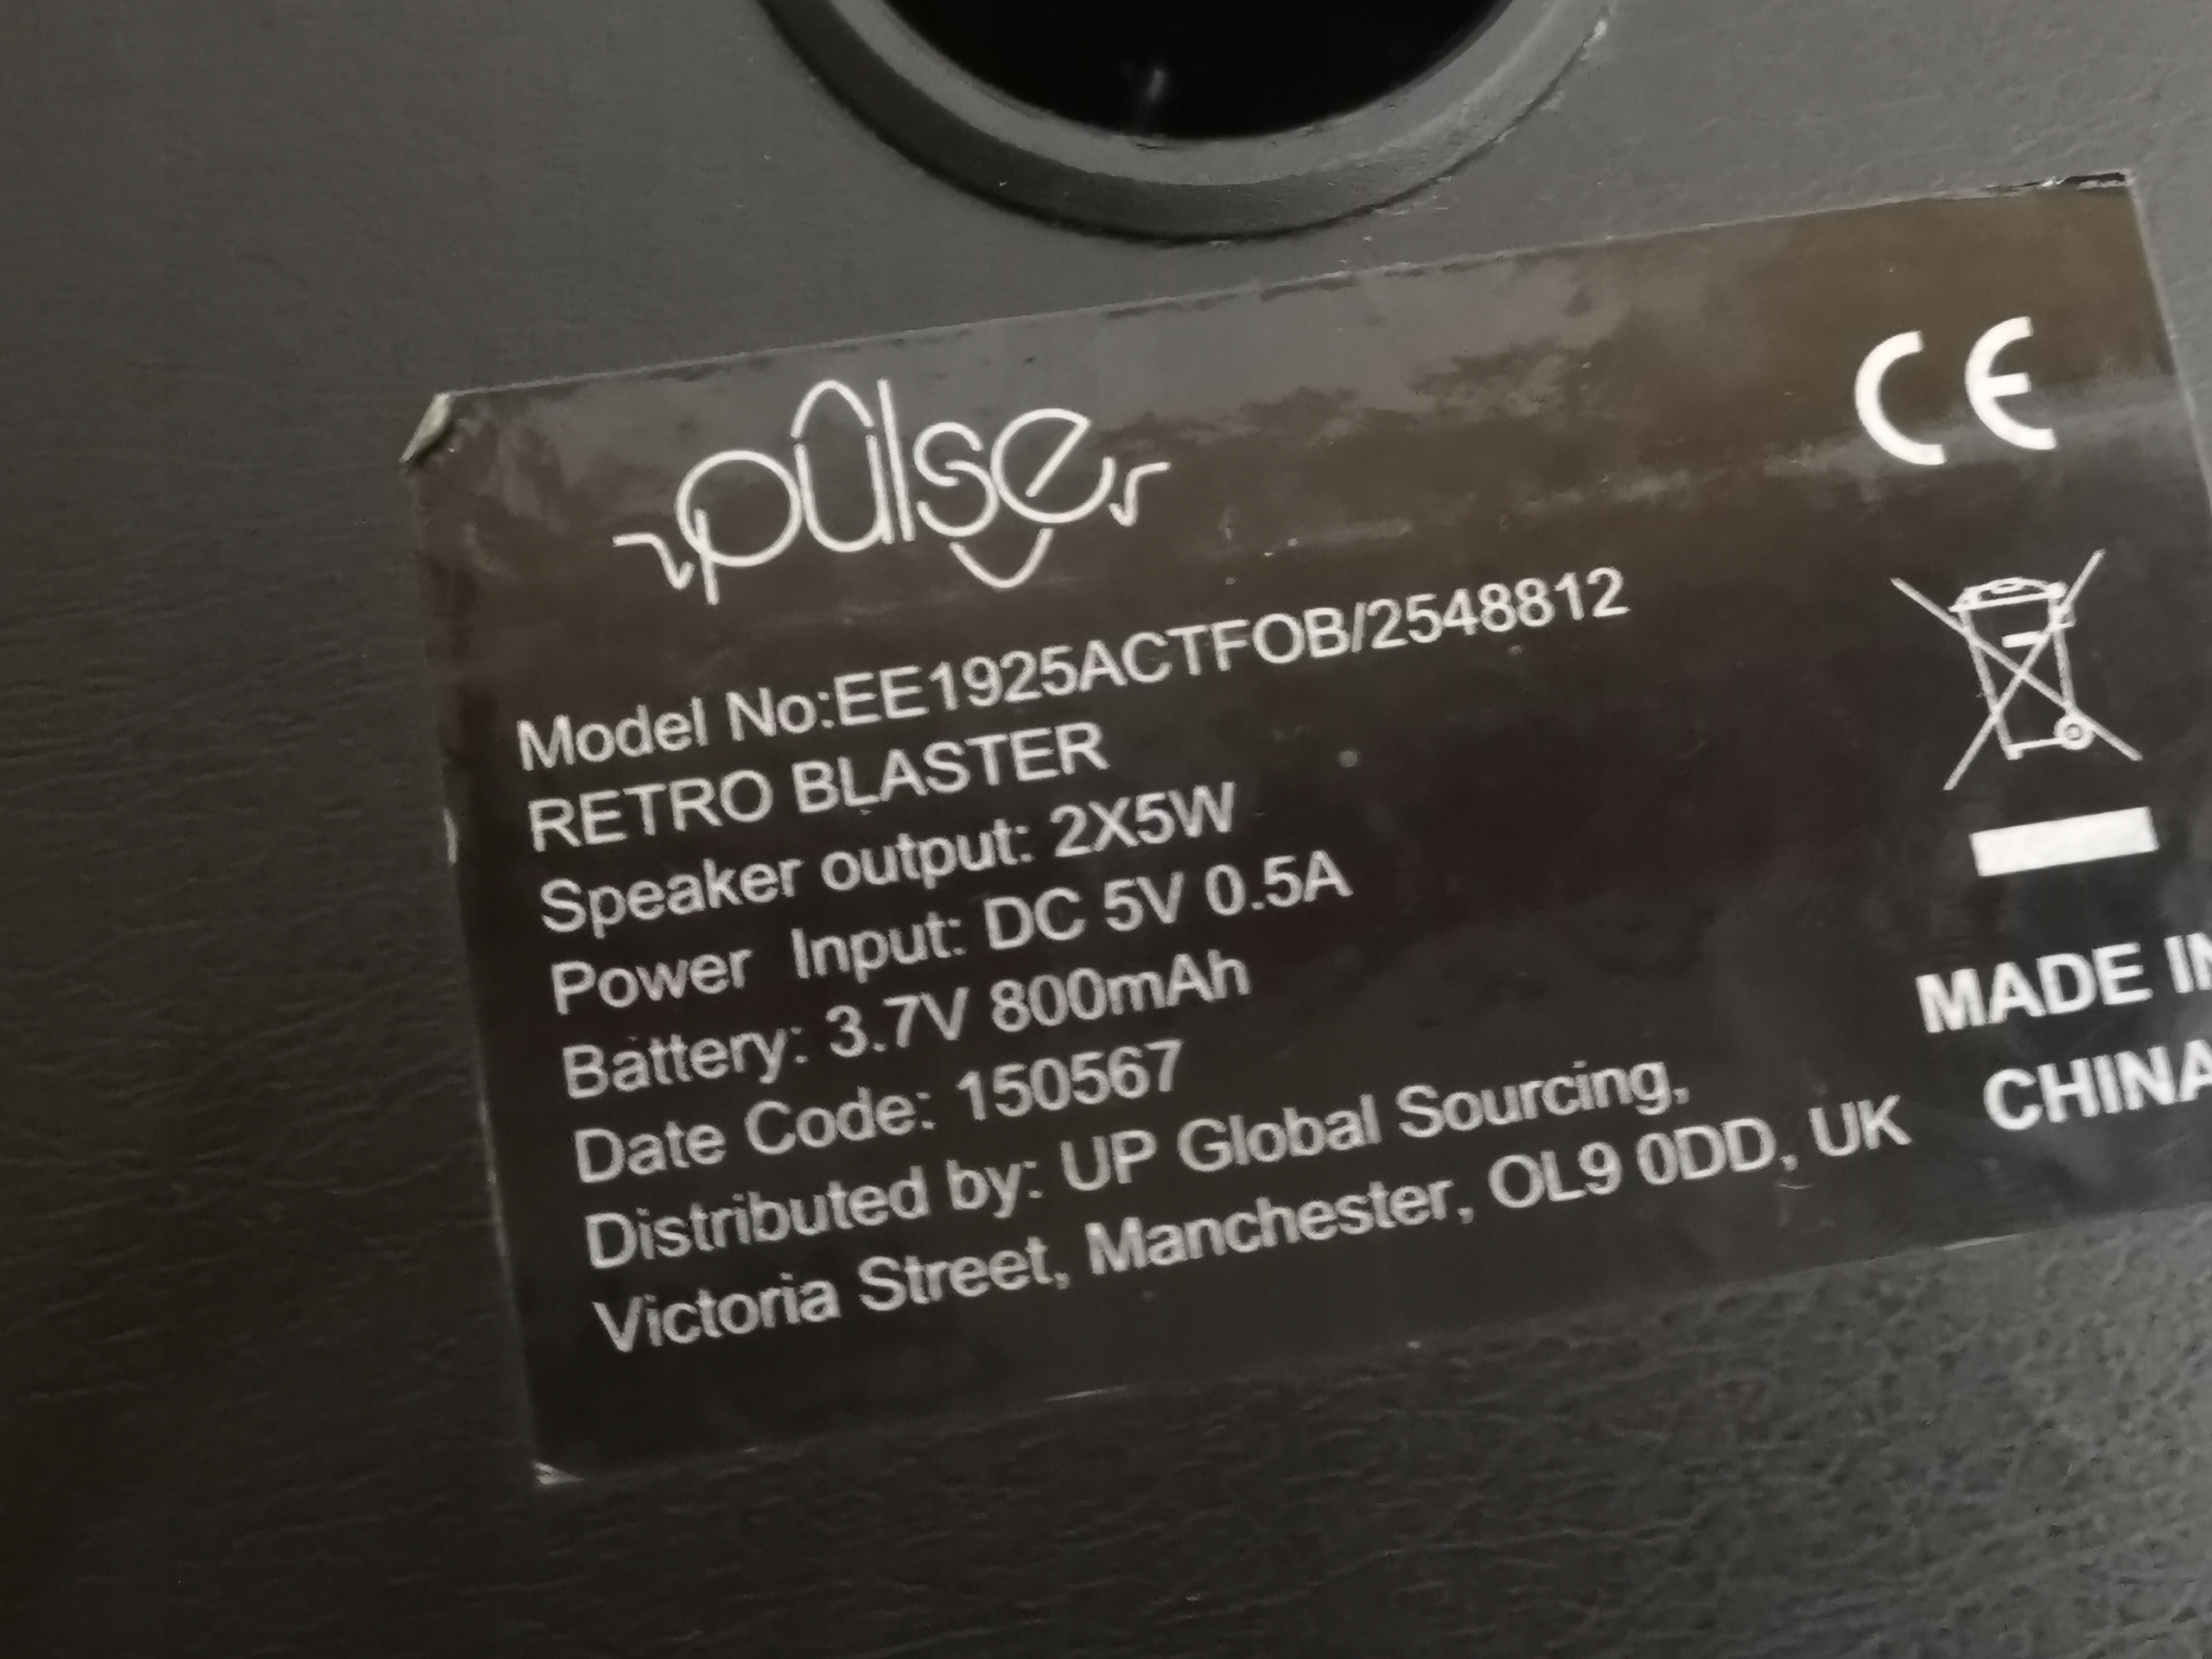 pulse
CE
Model No:EE1925ACTFOB/2548812
RETRO BLASTER
Speaker output: 2X5W
Power Input: DC 5V 0.5A
Battery: 3.7V 800mAh
Date Code: 150567
Distributed by: UP Global Sourcing,
Victoria Street, Manchester, OL9 0DD, UK
MADE IN
CHINA